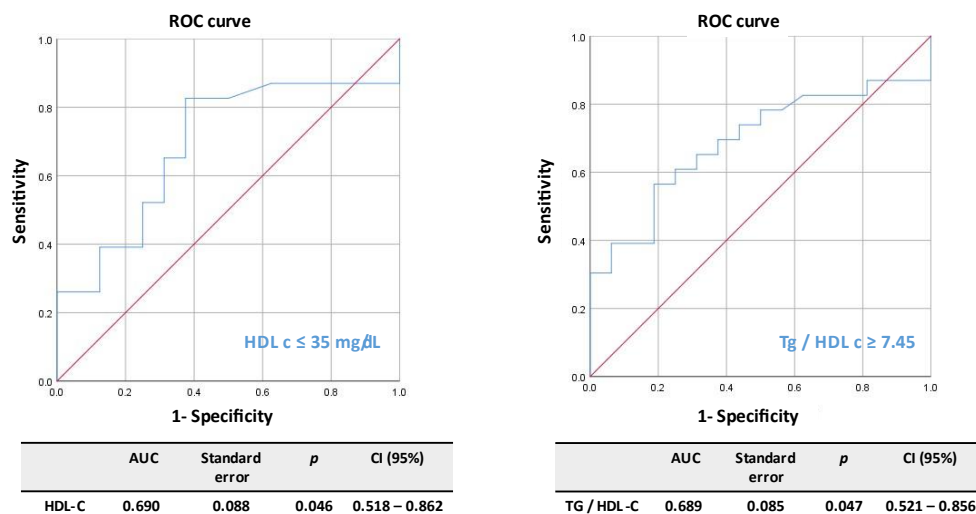 ROC curve
1.0
0.8
0.6
0.4
0.2
0.0
0.0 0.2 0.4 0.6 0.8 1.0
Sensitivity
HDL c ≤ 35 mg/dL
1- Specificity
AUC Standard error p CI (95%)
HDL-C 0.690 0.088 0.046 0.518 – 0.862
ROC curve
1.0
0.8
0.6
0.4
0.2
0.0
0.0 0.2 0.4 0.6 0.8 1.0
Sensitivity
Tg / HDL c ≥ 7.45
1- Specificity
AUC Standard error p CI (95%)
TG / HDL-C 0.689 0.085 0.047 0.521 – 0.856